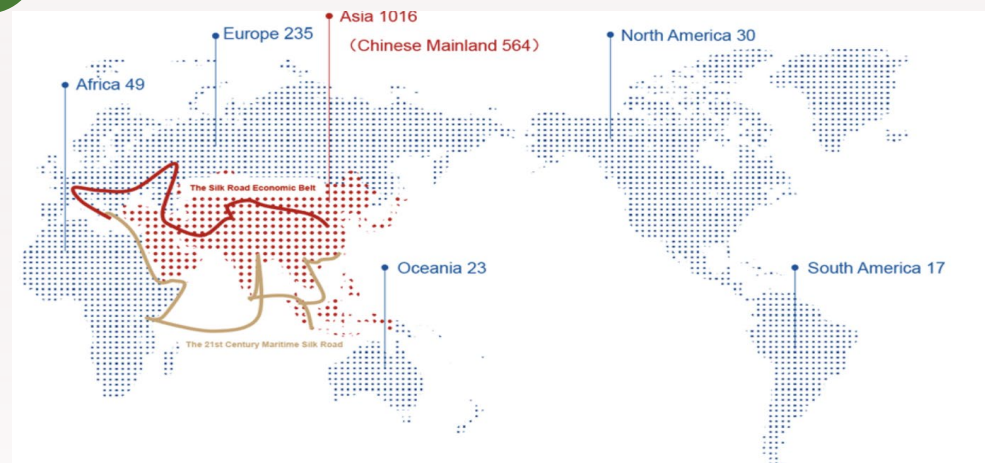 Asia 1016
（Chinese Mainland 564）
Europe 235
North America 30
Africa 49
The Silk Road Economic Belt
Oceania 23
South America 17
The 21st Century Maritime Silk Road